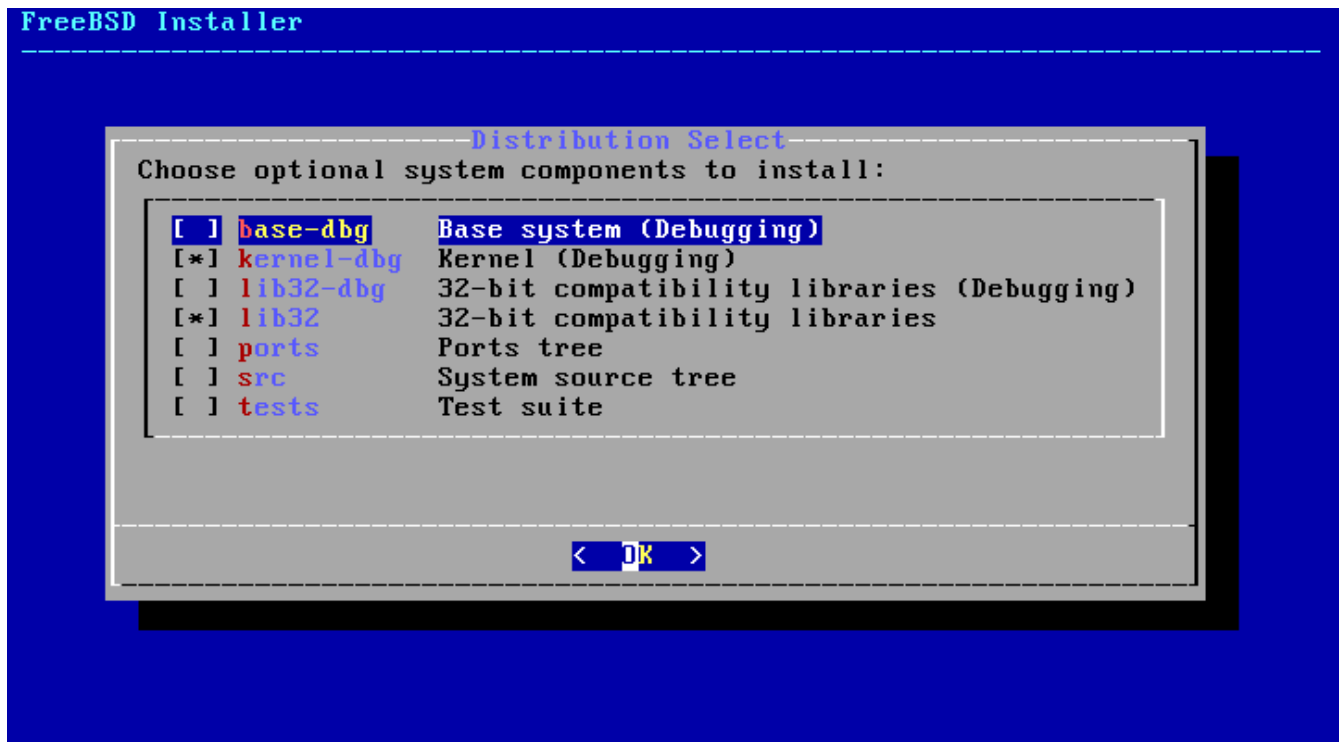 FreeBSD Installer
Distribution Select
Choose optional system components to install:
[ ] base-dbg Base system (Debugging)
[*] kernel-dbg Kernel (Debugging)
[ ] lib32-dbg 32-bit compatibility libraries (Debugging)
[*] lib32 32-bit compatibility libraries
[ ] ports Ports tree
[ ] src System source tree
[ ] tests Test suite
< OK >